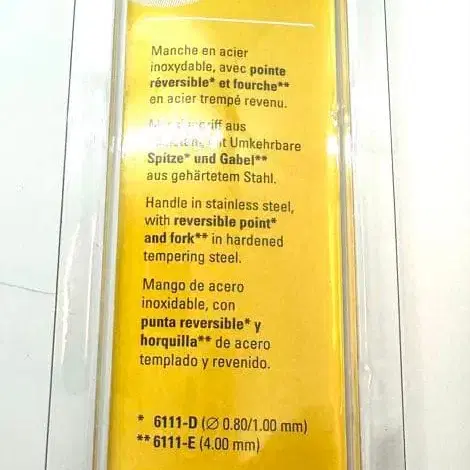 Manche en acier
inoxydable, avec pointe
réversible* et fourche**
en acier trempé revenu.
aus
Umkehrbare
Spitze* und Gabel**
aus gehärtetem Stahl.
Handle in stainless steel,
with reversible point*
and fork** in hardened
tempering steel.
Mango de acero
inoxidable, con
punta reversible* y
horquilla** de acero
templado y revenido.
* 6111-D (Ø 0.80/1.00 mm)
** 6111-E (4.00 mm)